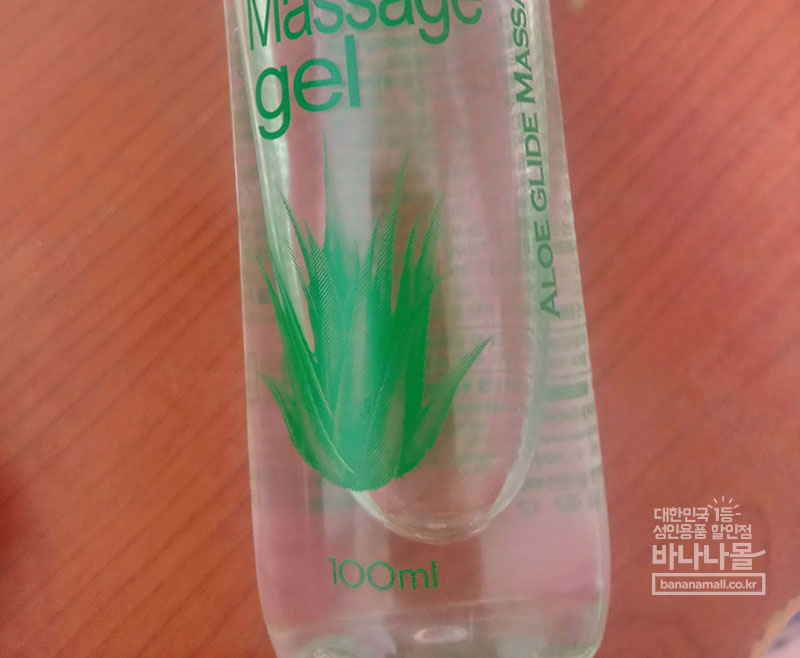 Massage
gel
ALOE GLIDE MASSA
100ml
대한민국 1등
성인용품 할인점
바나나몰
bananamall.co.kr